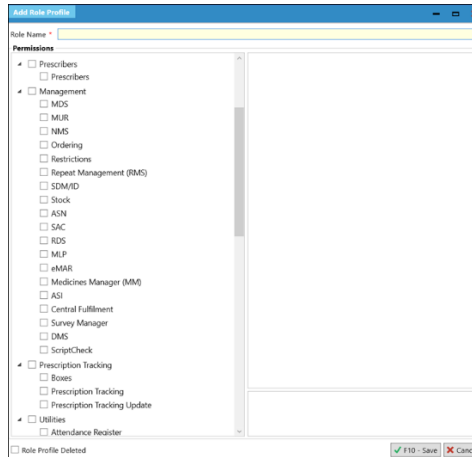 Add Role Profile
Role Name *
Permissions
Prescribers
Prescribers
Management
MDS
MUR
NMS
Ordering
Restrictions
Repeat Management (RMS)
SDM/ID
Stock
ASN
SAC
RDS
MLP
eMAR
Medicines Manager (MM)
ASI
Central Fulfilment
Survey Manager
DMS
ScriptCheck
Prescription Tracking
Boxes
Prescription Tracking
Prescription Tracking Update
Utilities
Attendance Register
Role Profile Deleted
F10 - Save
Canc